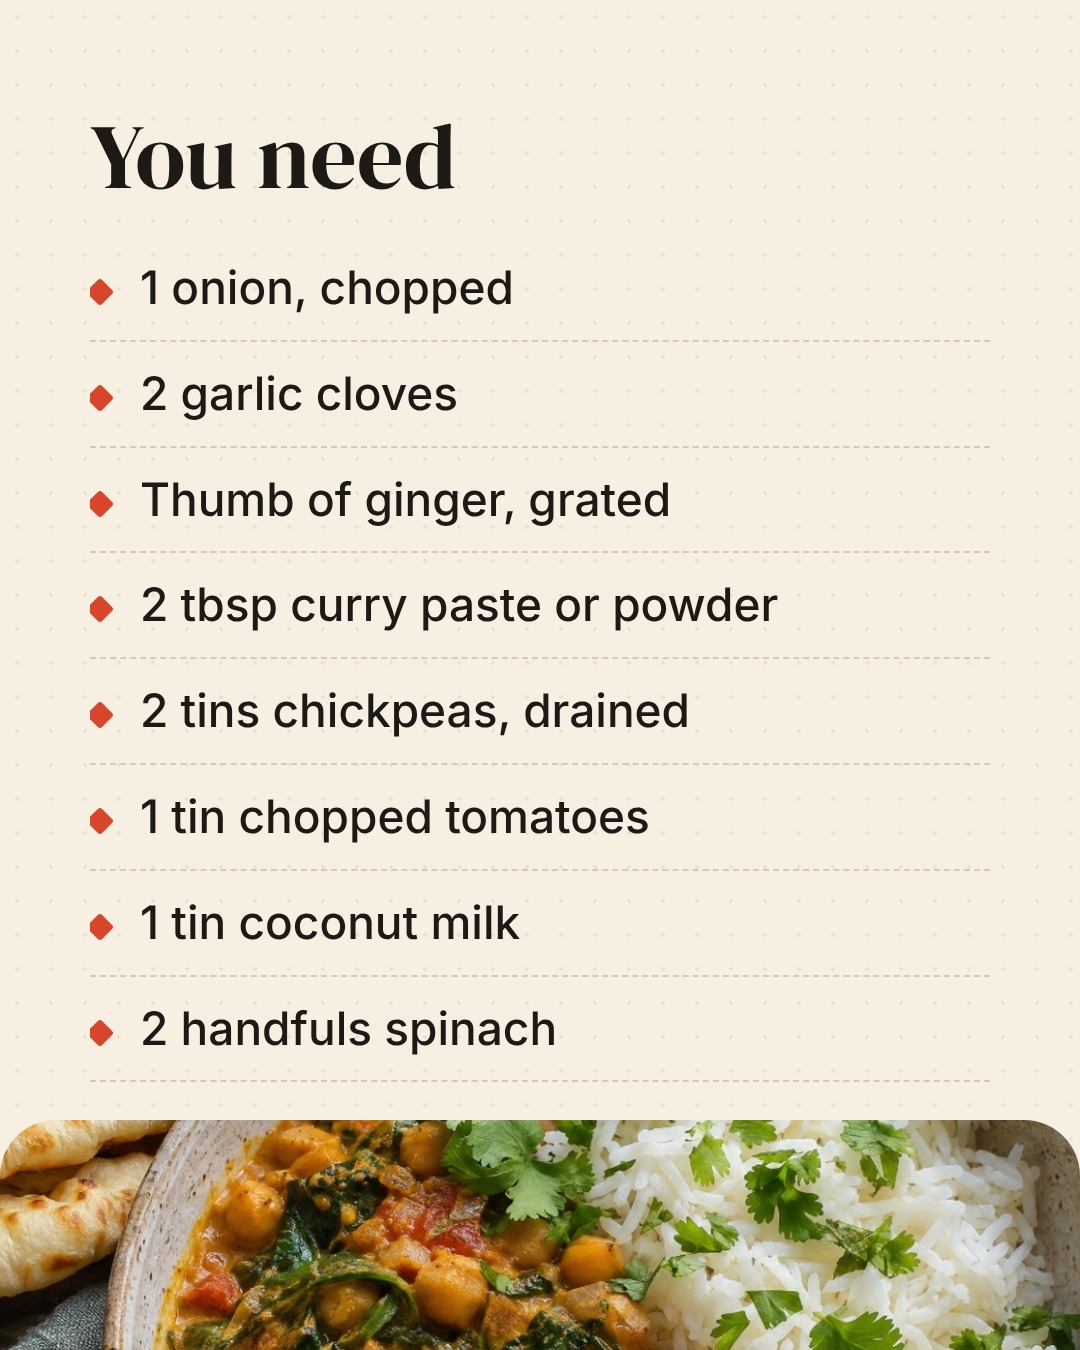 You need
1 onion, chopped
2 garlic cloves
Thumb of ginger, grated
2 tbsp curry paste or powder
2 tins chickpeas, drained
1 tin chopped tomatoes
1 tin coconut milk
2 handfuls spinach